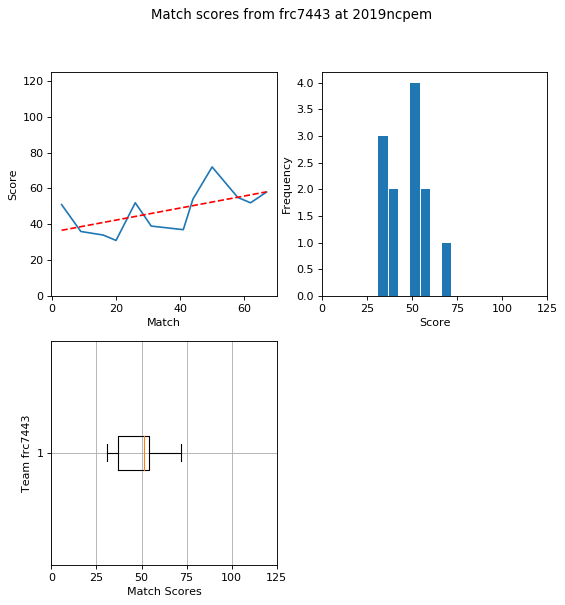 Match scores from frc7443 at 2019ncpem
120
100
80
60
40
20
0
Score
0 20 40 60
Match
4.0
3.5
3.0
2.5
2.0
1.5
1.0
0.5
0.0
Frequency
0 25 50 75 100 125
Score
Team frc7443
1
0 25 50 75 100 125
Match Scores